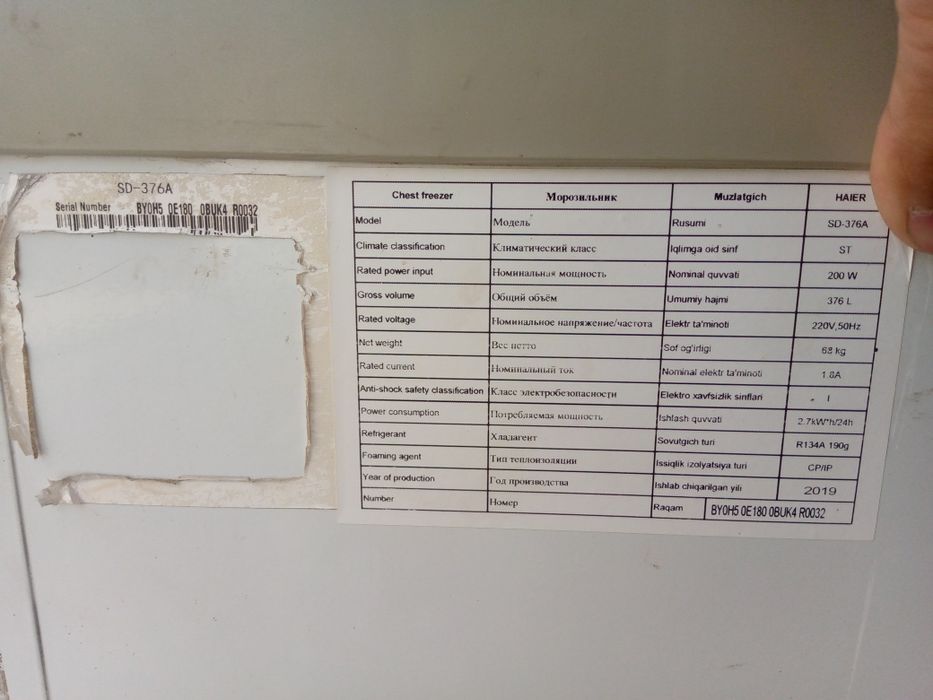 SD-376A
Serial Number BY0H5 0E180 0BUK4 R0032
Chest freezer Морозильник Muzlatgich HAIER
Model Модель Rusumi SD-376A
Climate classification Климатический класс Iqlimga oid sinf ST
Rated power input Номинальная мощность Nominal quvvati 200 W
Gross volume Общий объём Umumiy hajmi 376 L
Rated voltage Номинальное напряжение/частота Elektr ta'minoti 220V,50Hz
Net weight Вес нетто Sof og'irligi 68 kg
Rated current Номинальный ток Nominal elektr ta'minoti 1.8A
Anti-shock safety classification Класс электробезопасности Elektro xavfsizlik sinflari I
Power consumption Потребляемая мощность Ishlash quvvati 2.7kW*h/24h
Refrigerant Хладагент Sovutgich turi R134A 190g
Foaming agent Тип теплоизоляции Issiqlik izolyatsiya turi CP/IP
Year of production Год производства Ishlab chiqarilgan yili 2019
Number Номер Raqam BY0H5 0E180 0BUK4 R0032